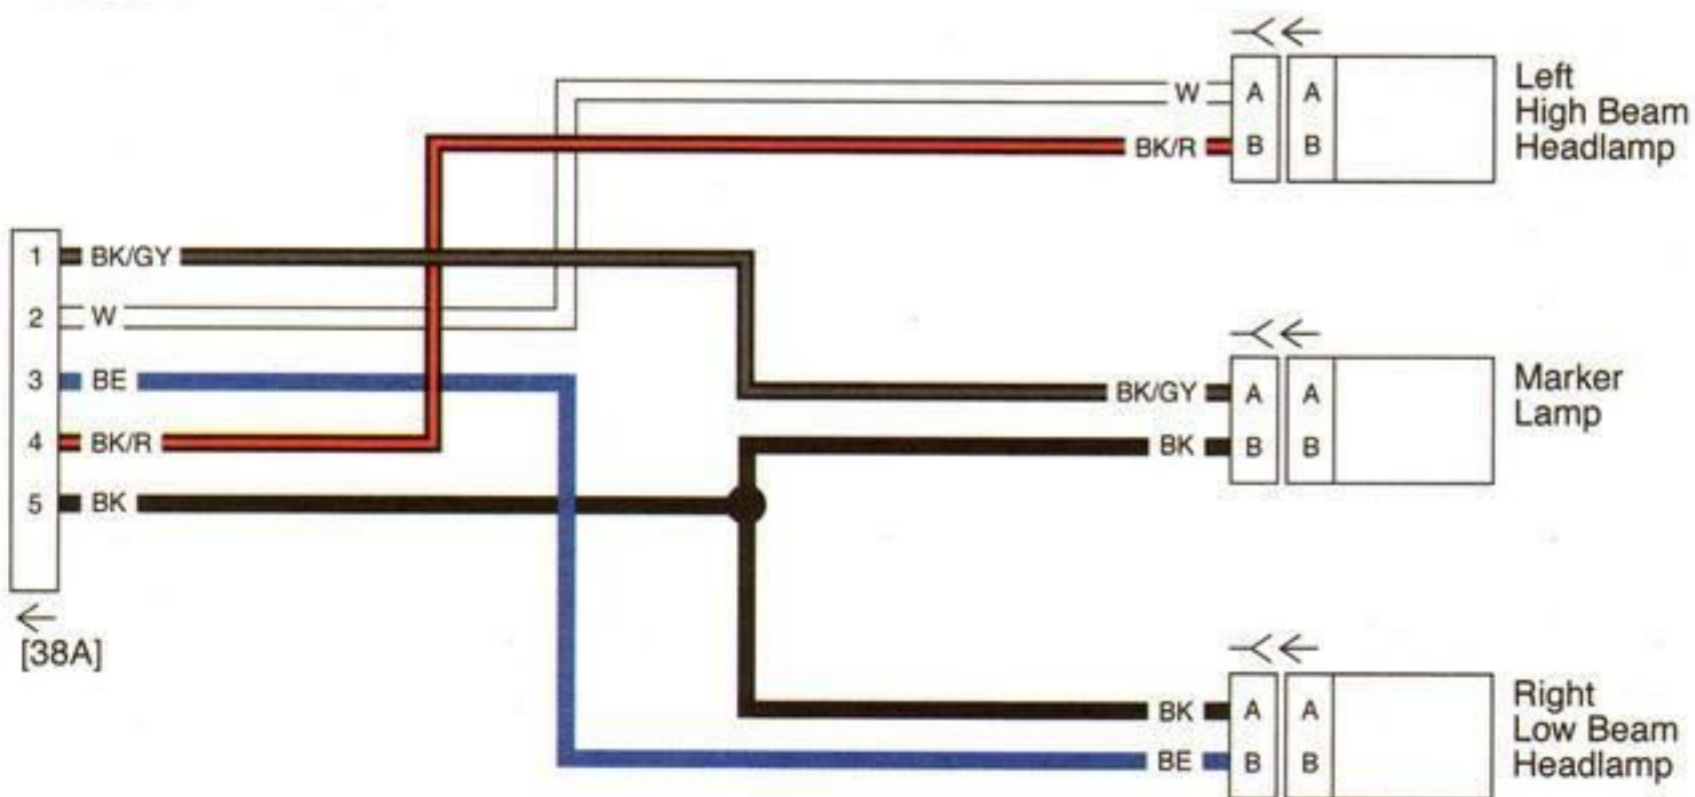 W
A
A
Left
High Beam
Headlamp
BK/R
B
B
1
BK/GY
2
W
3
BE
4
BK/R
5
BK
[38A]
BK/GY
A
A
Marker
Lamp
BK
B
B
BK
A
A
Right
Low Beam
Headlamp
BE
B
B